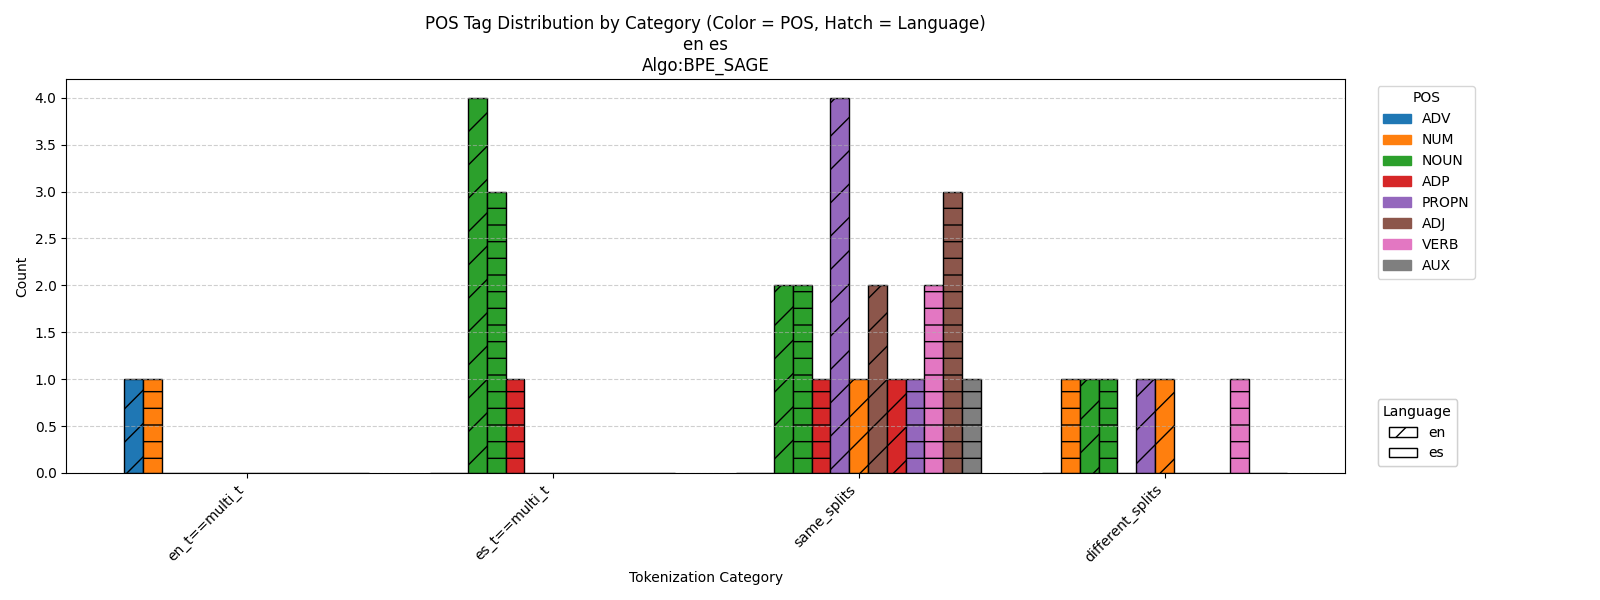 POS Tag Distribution by Category (Color = POS, Hatch = Language)
en es
Algo:BPE_SAGE
Count
4.0
3.5
3.0
2.5
2.0
1.5
1.0
0.5
0.0
en_t==multi_t
es_t==multi_t
same_splits
different_splits
Tokenization Category
POS
ADV
NUM
NOUN
ADP
PROPN
ADJ
VERB
AUX
Language
en
es